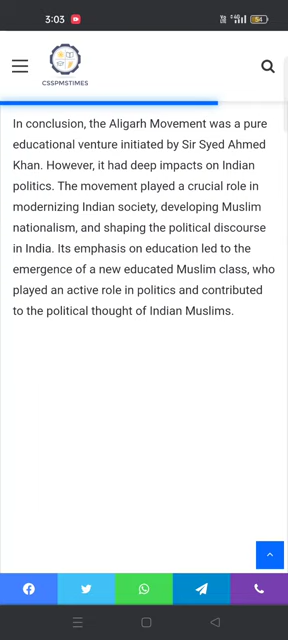 3:03
54
CSSPMSTIMES
In conclusion, the Aligarh Movement was a pure
educational venture initiated by Sir Syed Ahmed
Khan. However, it had deep impacts on Indian
politics. The movement played a crucial role in
modernizing Indian society, developing Muslim
nationalism, and shaping the political discourse
in India. Its emphasis on education led to the
emergence of a new educated Muslim class, who
played an active role in politics and contributed
to the political thought of Indian Muslims.